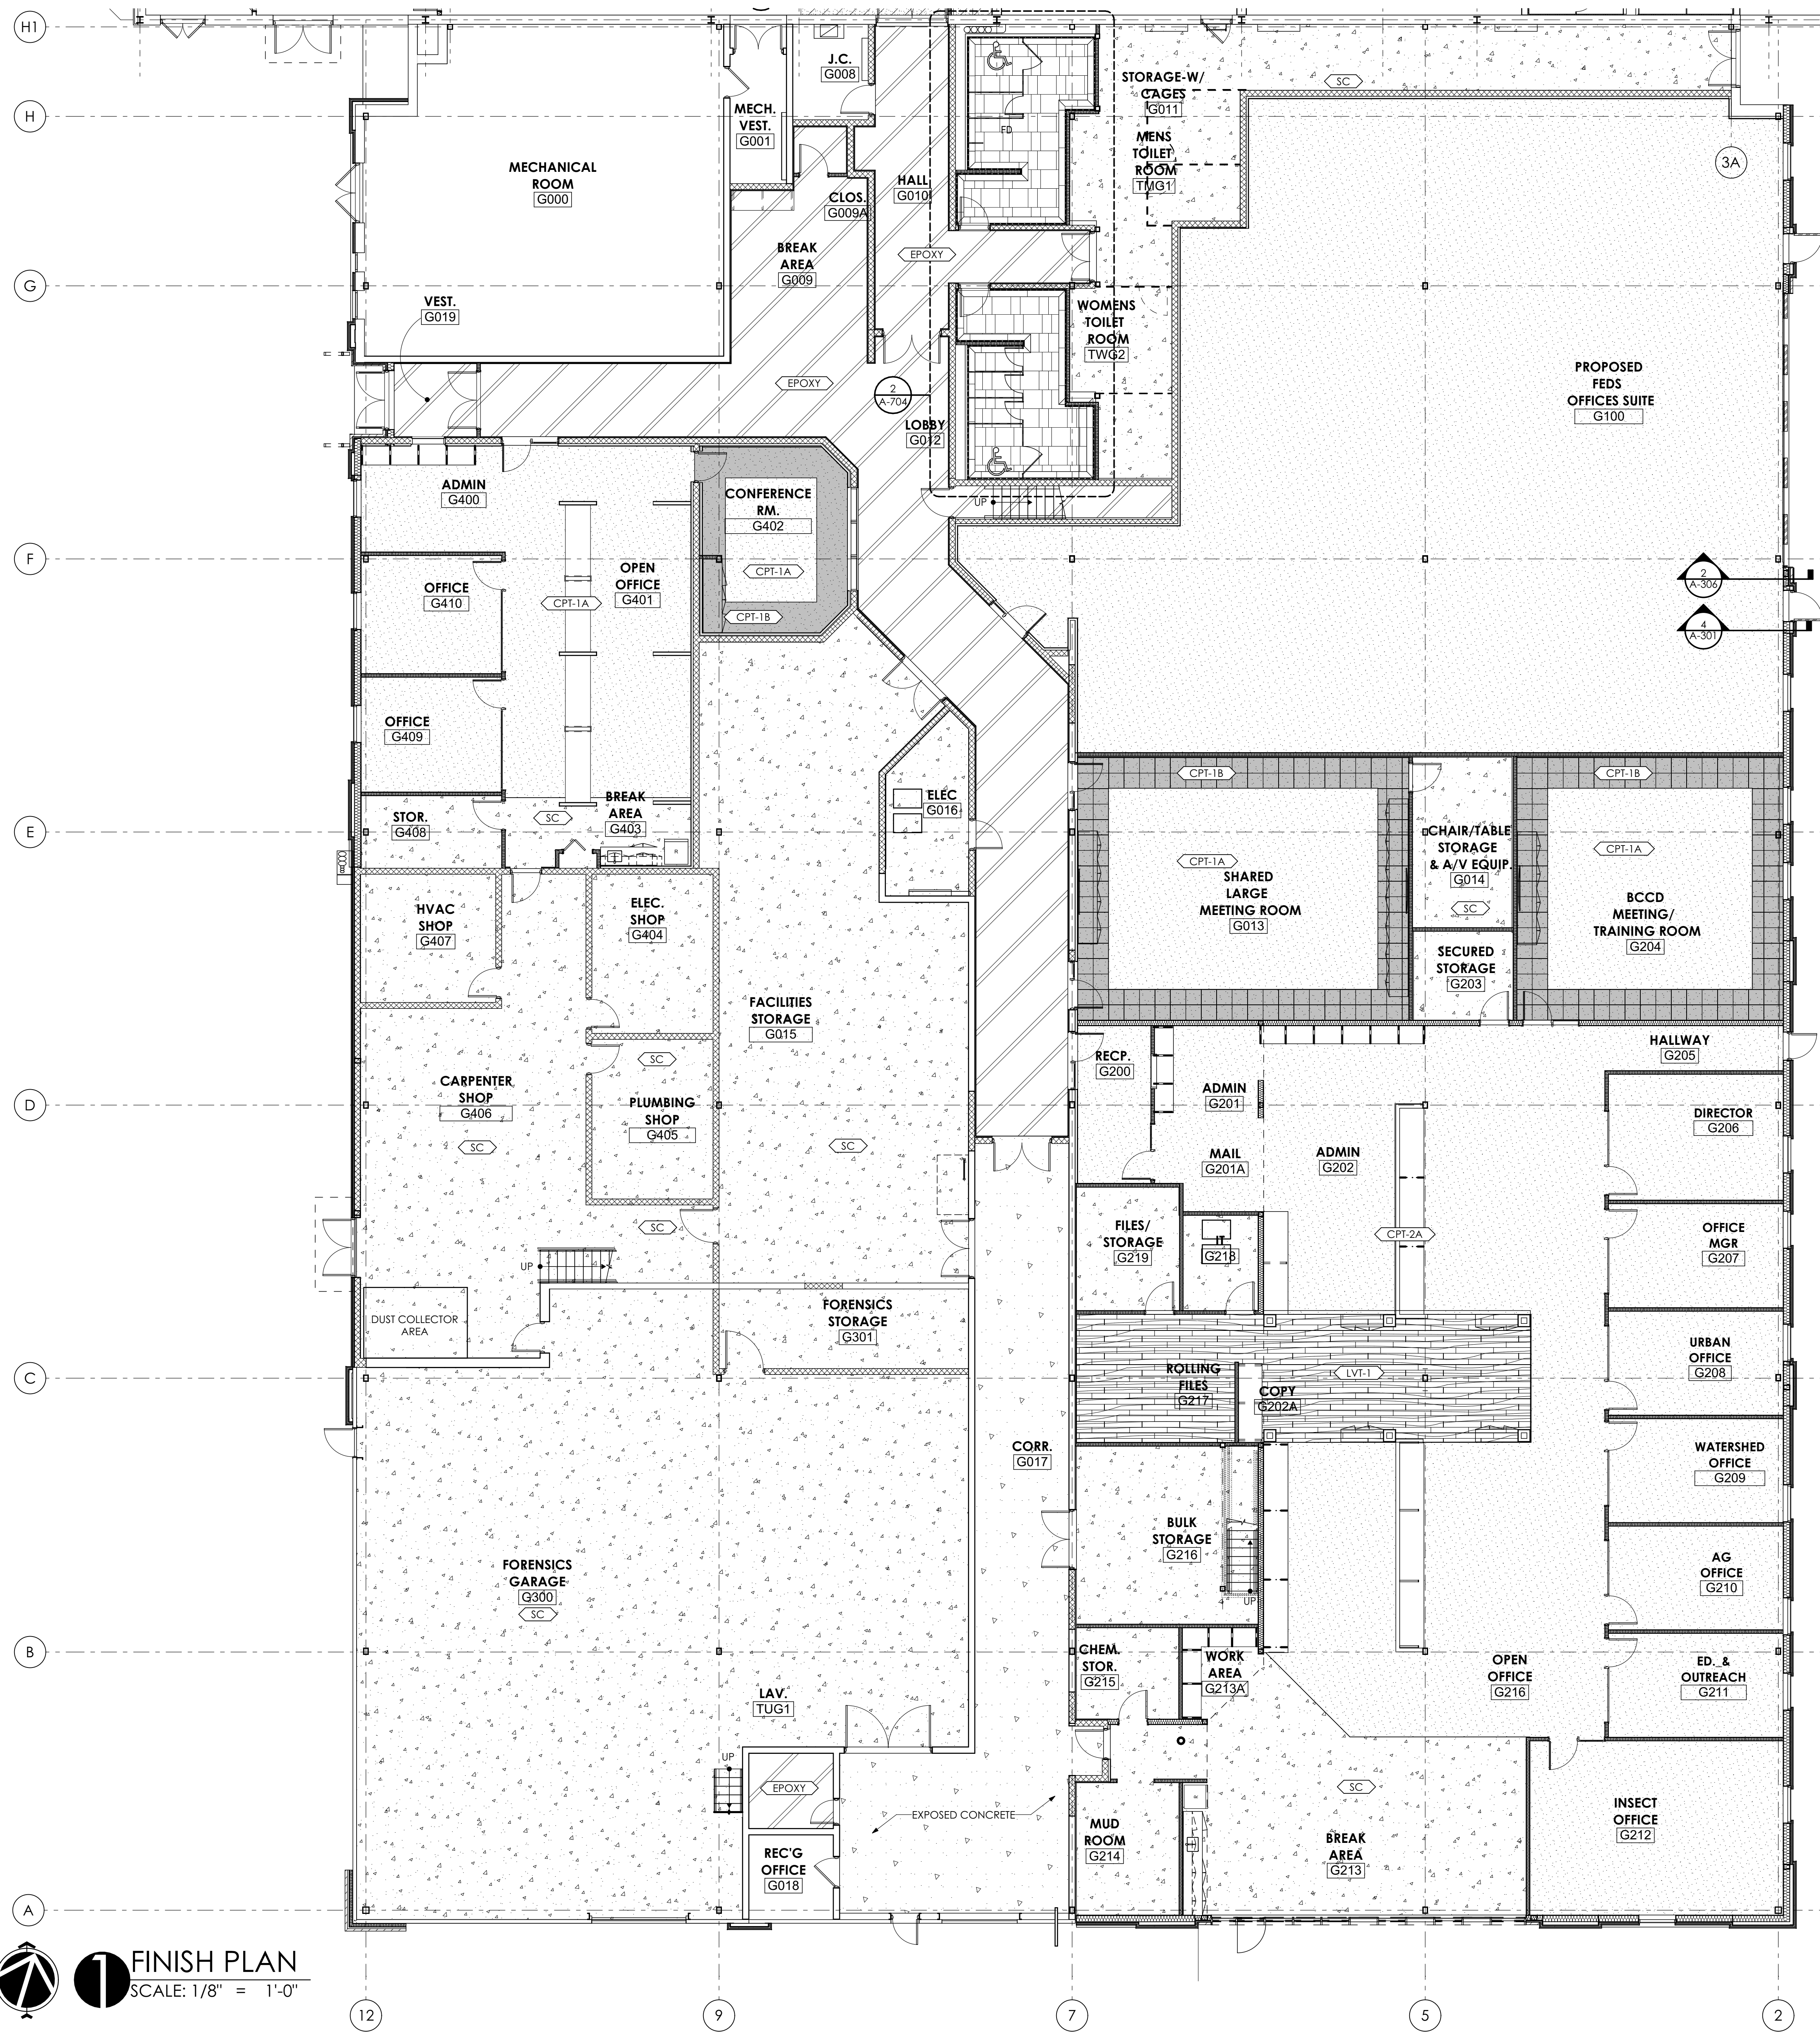 H1
H
G
F
E
D
C
B
A
12
9
7
5
2
3A
J.C.
G008
MECH.
VEST.
G001
MECHANICAL
ROOM
G000
HALL
G010
CLOS.
G009A
BREAK
AREA
G009
EPOXY
VEST.
G019
EPOXY
2
A-704
LOBBY
G012
FD
STORAGE-W/
CAGES
G011
SC
MENS
TOILET
ROOM
TMG1
WOMENS
TOILET
ROOM
TWG2
UP
PROPOSED
FEDS
OFFICES SUITE
G100
2
A-306
4
A-301
ADMIN
G400
CONFERENCE
RM.
G402
CPT-1A
CPT-1B
OFFICE
G410
OPEN
OFFICE
G401
CPT-1A
OFFICE
G409
STOR.
G408
SC
BREAK
AREA
G403
R
ELEC
G016
HVAC
SHOP
G407
ELEC.
SHOP
G404
FACILITIES
STORAGE
G015
SC
CARPENTER
SHOP
G406
SC
PLUMBING
SHOP
G405
SC
SC
UP
DUST COLLECTOR
AREA
FORENSICS
STORAGE
G301
FORENSICS
GARAGE
G300
SC
LAV.
TUG1
UP
EPOXY
REC'G
OFFICE
G018
EXPOSED CONCRETE
CORR.
G017
CPT-1B
CPT-1A
SHARED
LARGE
MEETING ROOM
G013
CHAIR/TABLE
STORAGE
& A/V EQUIP.
G014
SC
SECURED
STORAGE
G203
CPT-1B
CPT-1A
BCCD
MEETING/
TRAINING ROOM
G204
RECP.
G200
ADMIN
G201
MAIL
G201A
ADMIN
G202
HALLWAY
G205
DIRECTOR
G206
FILES/
STORAGE
G219
IT
G218
CPT-2A
OFFICE
MGR
G207
URBAN
OFFICE
G208
ROLLING
FILES
G217
COPY
G202A
LVT-1
WATERSHED
OFFICE
G209
BULK
STORAGE
G216
UP
AG
OFFICE
G210
CHEM.
STOR.
G215
WORK
AREA
G213A
OPEN
OFFICE
G216
ED. &
OUTREACH
G211
SC
MUD
ROOM
G214
BREAK
AREA
G213
INSECT
OFFICE
G212
1
FINISH PLAN
SCALE: 1/8" = 1'-0"